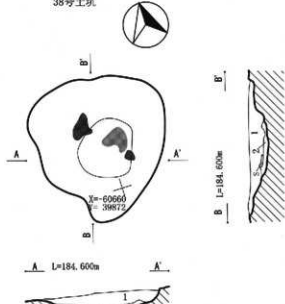 38号土坑
B'
A
A'
X=-60660
Y= 39872
B
B'
1
2
S
B
L=184.600m
A L=184.600m A'
1